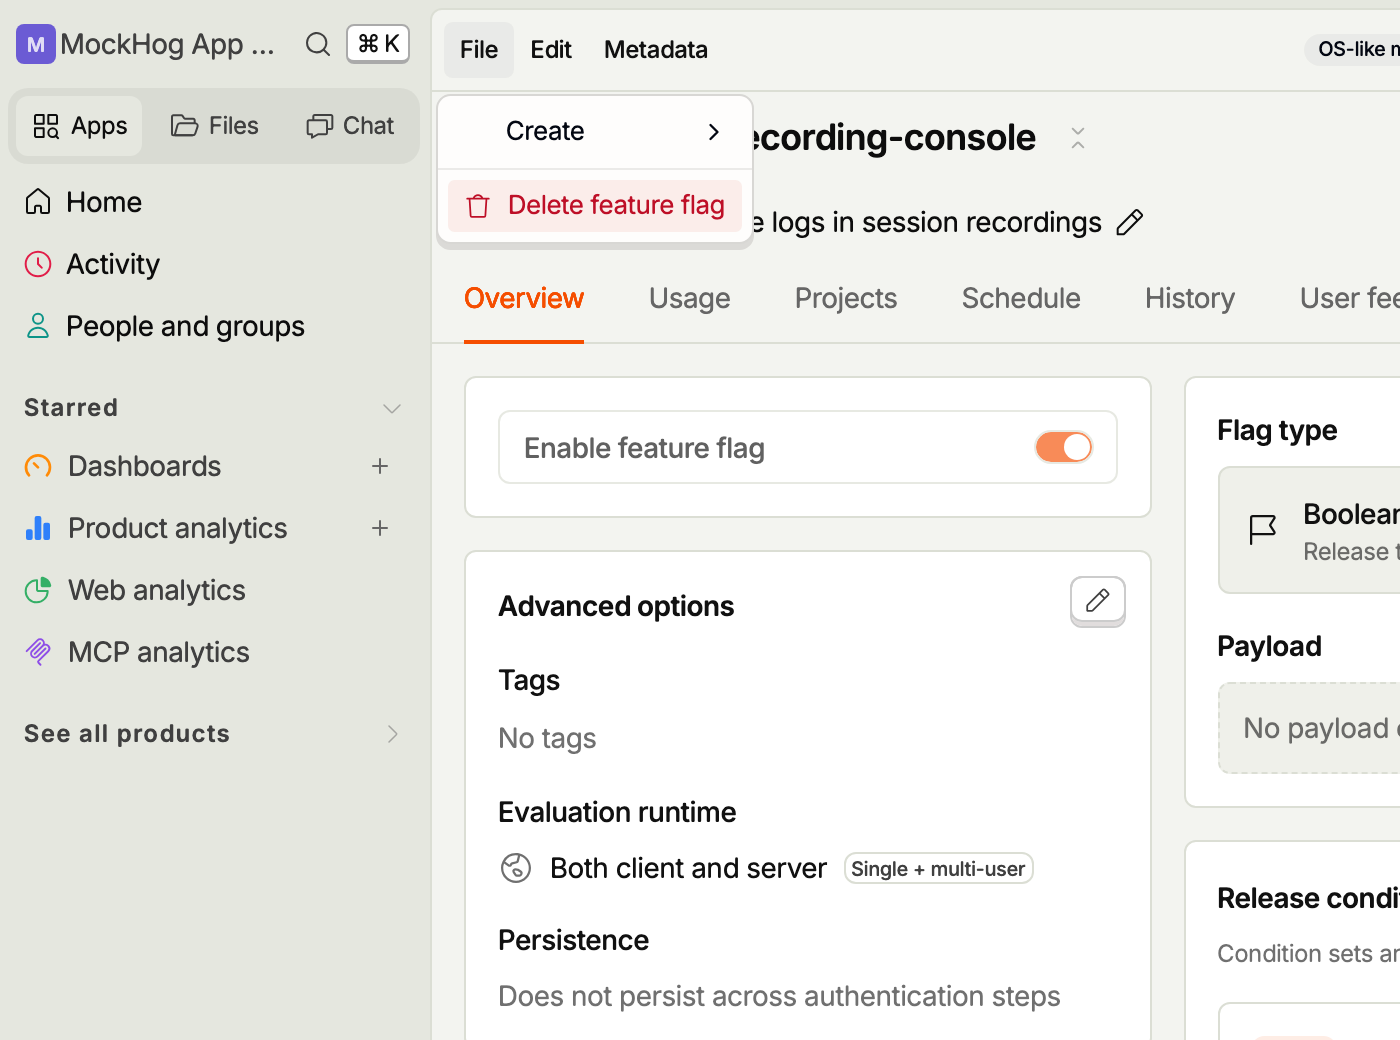 M MockHog App ... ⌘ K
Apps Files Chat
Home
Activity
People and groups
Starred
Dashboards
Product analytics
Web analytics
MCP analytics
See all products
File Edit Metadata
OS-like
Create
Delete feature flag
ecording-console
e logs in session recordings
Overview Usage Projects Schedule History User fee
Enable feature flag
Advanced options
Tags
No tags
Evaluation runtime
Both client and server Single + multi-user
Persistence
Does not persist across authentication steps
Flag type
Boolean
Release t
Payload
No payload
Release condi
Condition sets ar